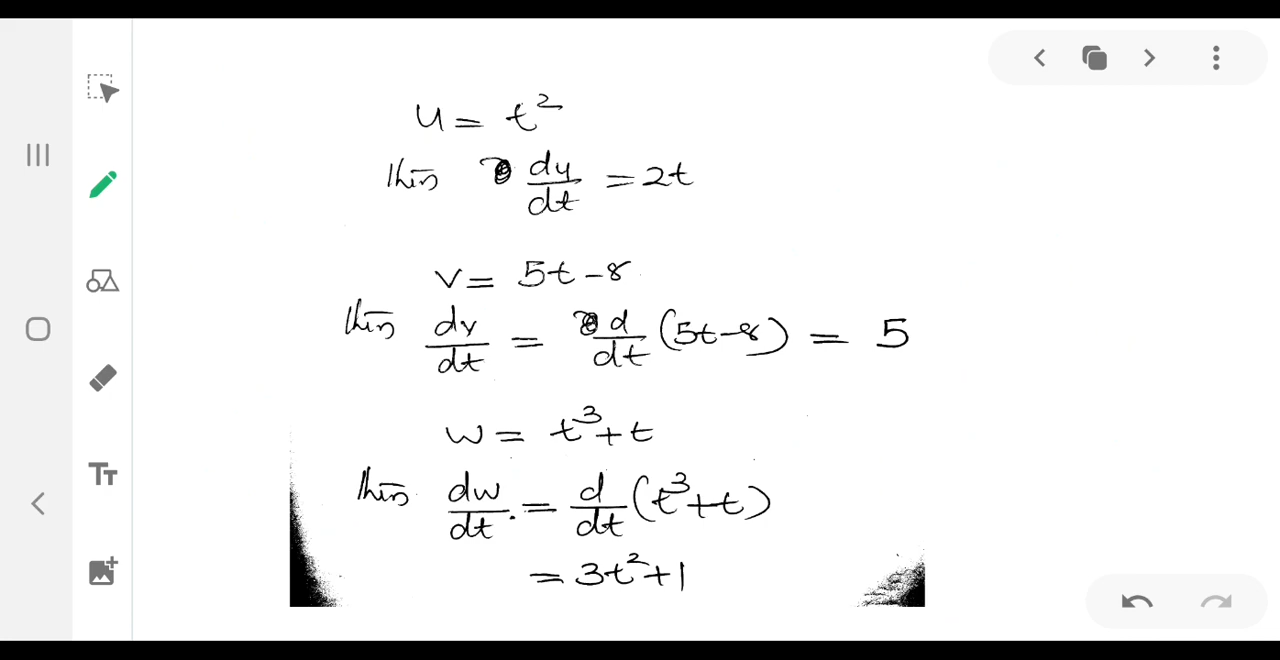 u = t²
then du/dt = 2t
v = 5t - 8
then dv/dt = d/dt (5t - 8) = 5
w = t³ + t
then dw/dt . = d/dt (t³ + t)
= 3t² + 1